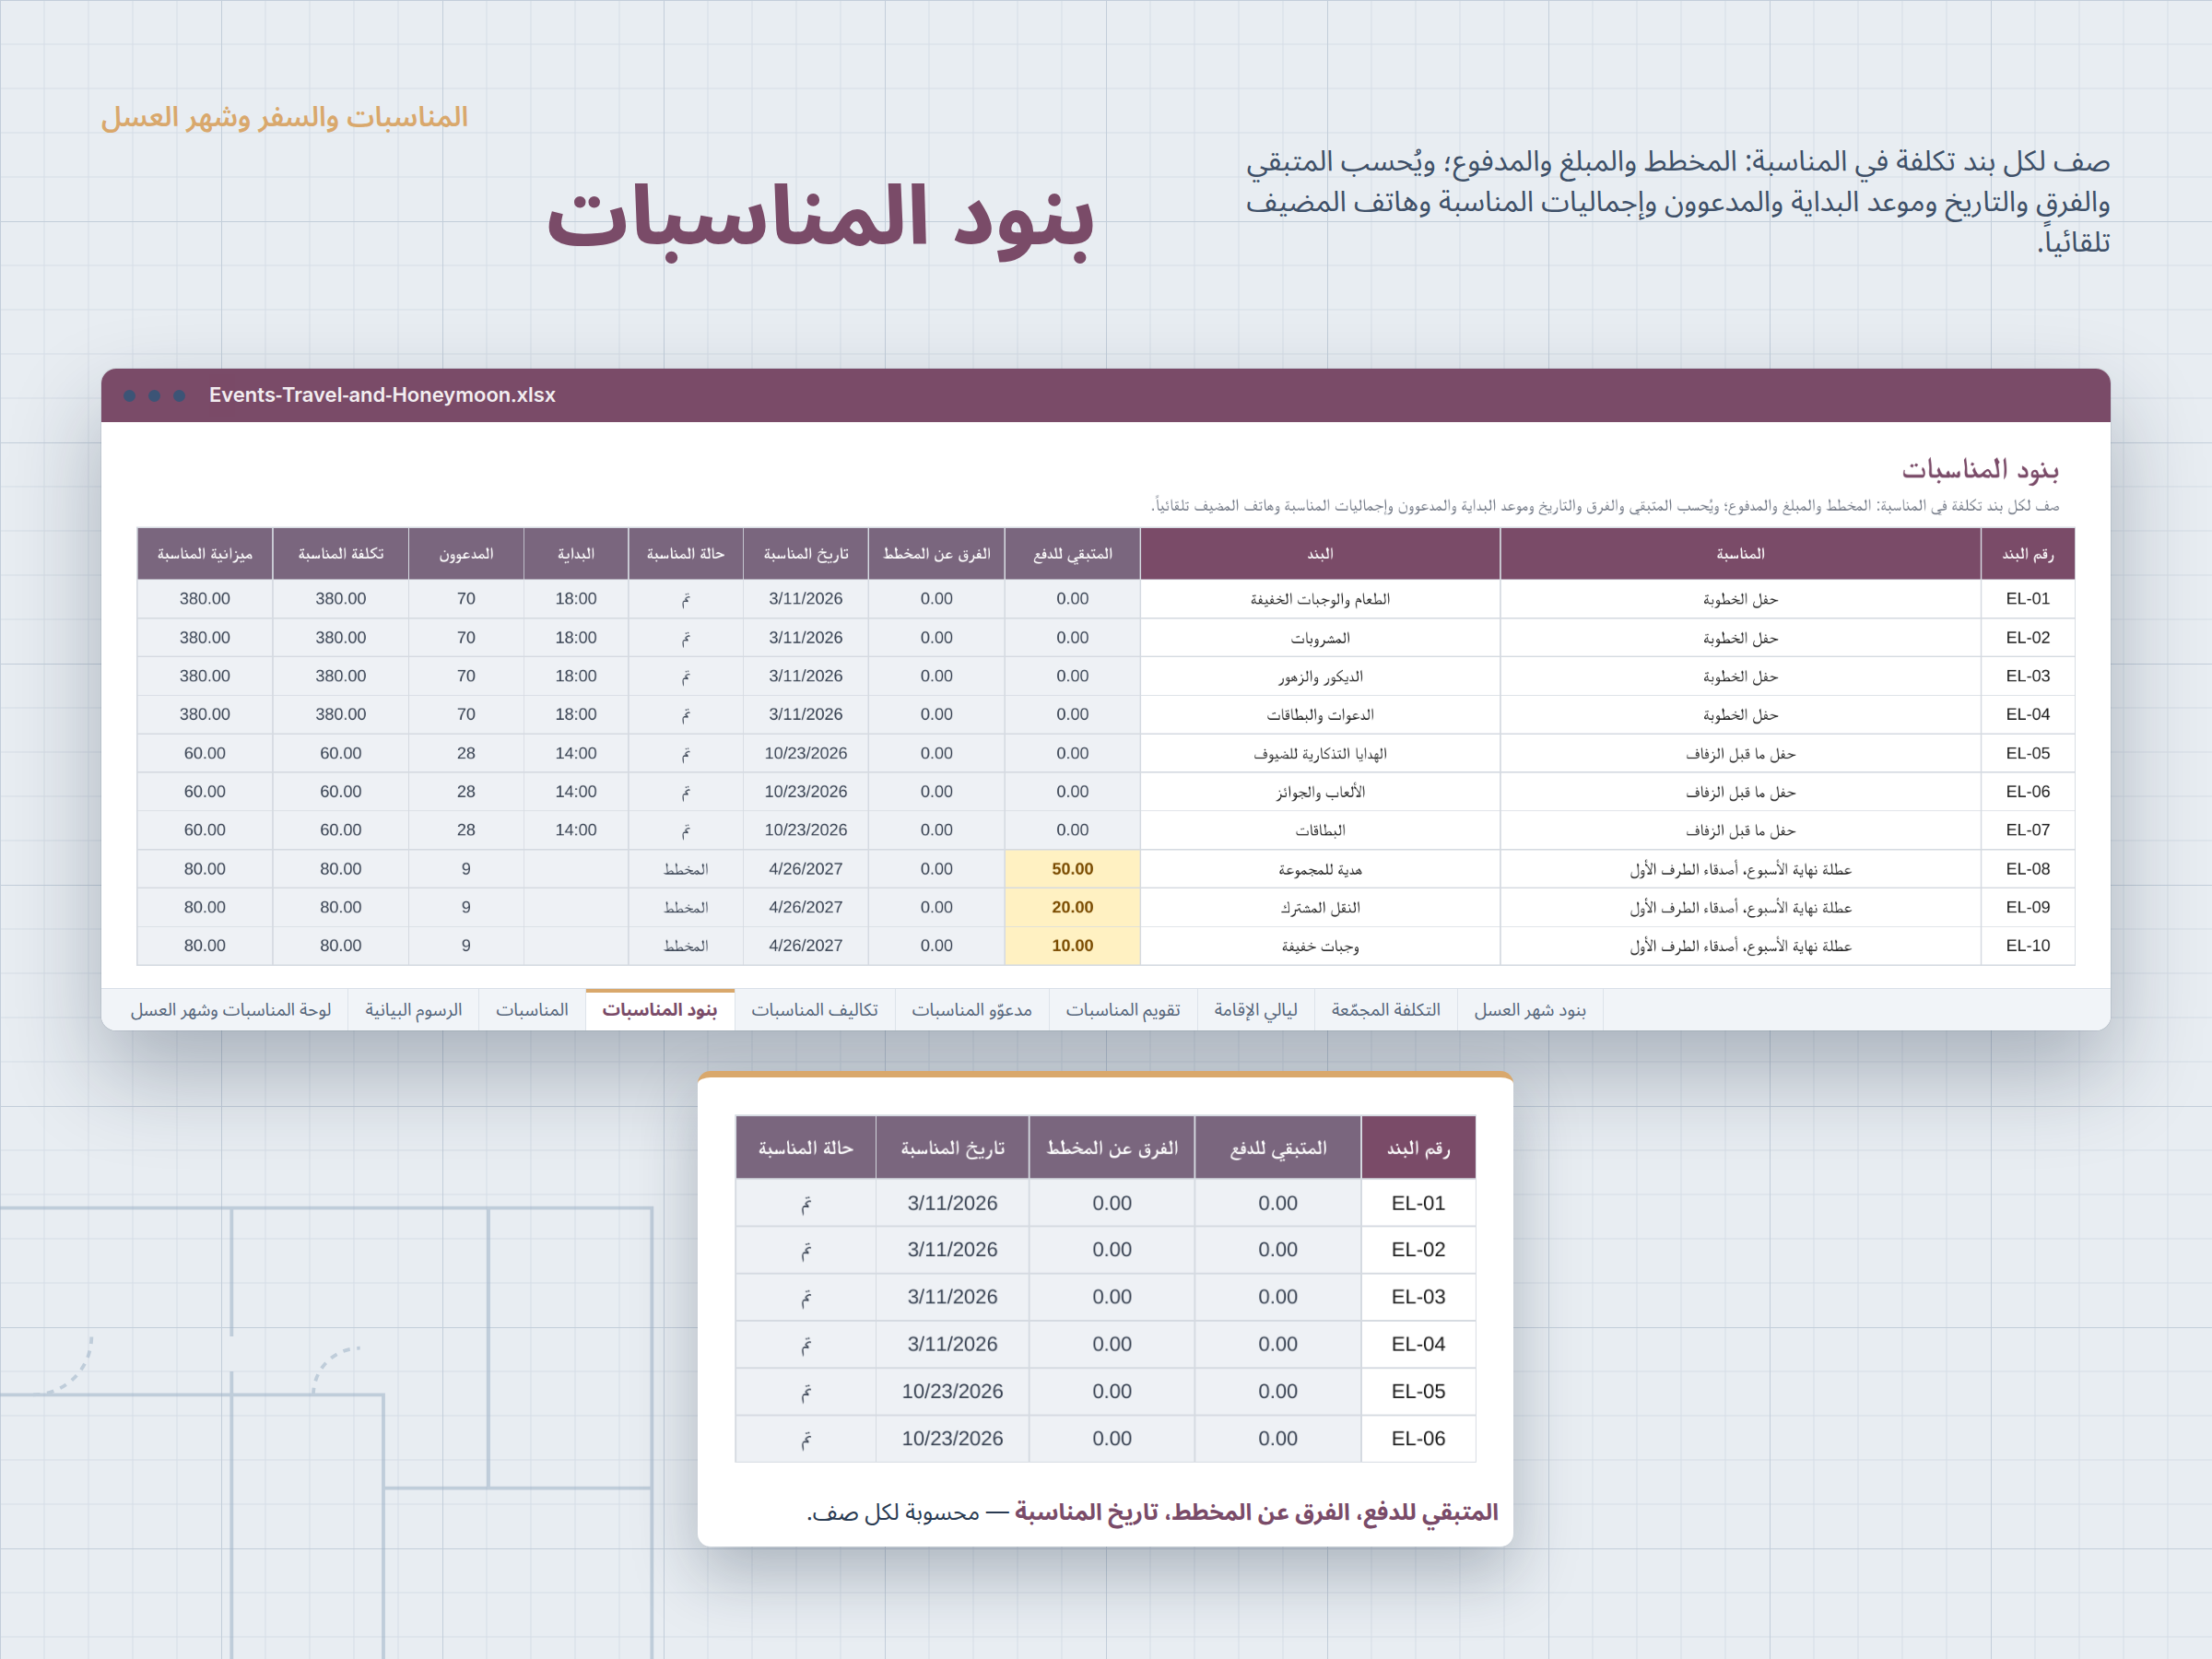 المناسبات والسفر وشهر العسل
بنود المناسبات
صف لكل بند تكلفة في المناسبة: المخطط والمبلغ والمدفوع؛ ويُحسب المتبقي
والفرق والتاريخ وموعد البداية والمدعوون وإجماليات المناسبة وهاتف المضيف
تلقائياً.
Events-Travel-and-Honeymoon.xlsx
بنود المناسبات
صف لكل بند تكلفة في المناسبة: المخطط والمبلغ والمدفوع؛ ويُحسب المتبقي والفرق والتاريخ وموعد البداية والمدعوون وإجماليات المناسبة وهاتف المضيف تلقائياً.
رقم البند المناسبة البند المتبقي للدفع الفرق عن المخطط تاريخ المناسبة حالة المناسبة البداية المدعوون تكلفة المناسبة ميزانية المناسبة
EL-01 حفل الخطوبة الطعام والوجبات الخفيفة 0.00 0.00 3/11/2026 تمّ 18:00 70 380.00 380.00
EL-02 حفل الخطوبة المشروبات 0.00 0.00 3/11/2026 تمّ 18:00 70 380.00 380.00
EL-03 حفل الخطوبة الديكور والزهور 0.00 0.00 3/11/2026 تمّ 18:00 70 380.00 380.00
EL-04 حفل الخطوبة الدعوات والبطاقات 0.00 0.00 3/11/2026 تمّ 18:00 70 380.00 380.00
EL-05 حفل ما قبل الزفاف الهدايا التذكارية للضيوف 0.00 0.00 10/23/2026 تمّ 14:00 28 60.00 60.00
EL-06 حفل ما قبل الزفاف الألعاب والجوائز 0.00 0.00 10/23/2026 تمّ 14:00 28 60.00 60.00
EL-07 حفل ما قبل الزفاف البطاقات 0.00 0.00 10/23/2026 تمّ 14:00 28 60.00 60.00
EL-08 عطلة نهاية الأسبوع، أصدقاء الطرف الأول هدية للمجموعة 50.00 0.00 4/26/2027 المخطط 9 80.00 80.00
EL-09 عطلة نهاية الأسبوع، أصدقاء الطرف الأول النقل المشترك 20.00 0.00 4/26/2027 المخطط 9 80.00 80.00
EL-10 عطلة نهاية الأسبوع، أصدقاء الطرف الأول وجبات خفيفة 10.00 0.00 4/26/2027 المخطط 9 80.00 80.00
بنود شهر العسل التكلفة المجمّعة ليالي الإقامة تقويم المناسبات مدعوّو المناسبات تكاليف المناسبات بنود المناسبات المناسبات الرسوم البيانية لوحة المناسبات وشهر العسل
رقم البند المتبقي للدفع الفرق عن المخطط تاريخ المناسبة حالة المناسبة
EL-01 0.00 0.00 3/11/2026 تمّ
EL-02 0.00 0.00 3/11/2026 تمّ
EL-03 0.00 0.00 3/11/2026 تمّ
EL-04 0.00 0.00 3/11/2026 تمّ
EL-05 0.00 0.00 10/23/2026 تمّ
EL-06 0.00 0.00 10/23/2026 تمّ
المتبقي للدفع، الفرق عن المخطط، تاريخ المناسبة — محسوبة لكل صف.